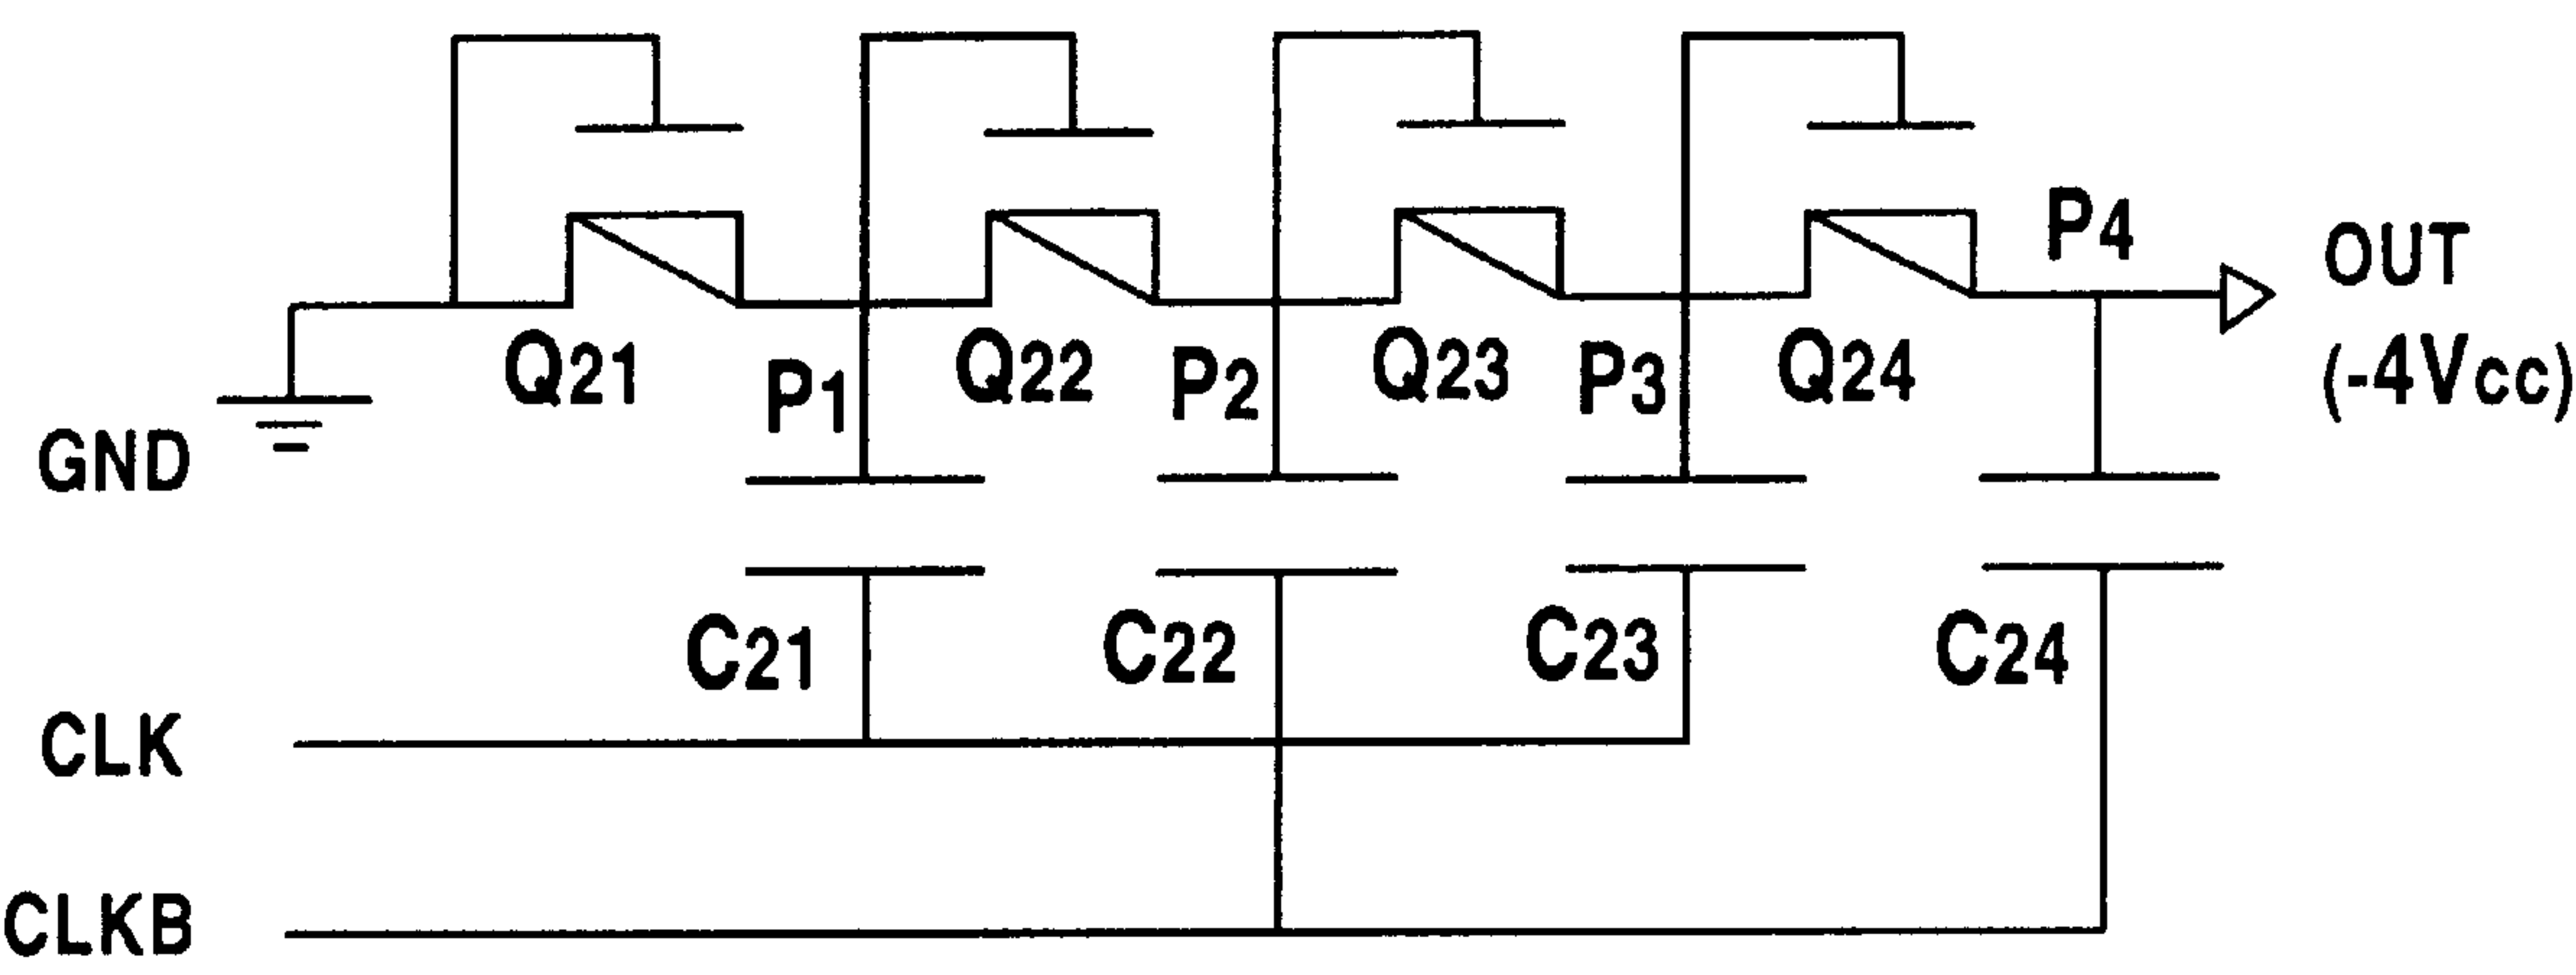 P4
OUT
(-4Vcc)
Q21
P1
Q22
P2
Q23
P3
Q24
GND
C21
C22
C23
C24
CLK
CLKB